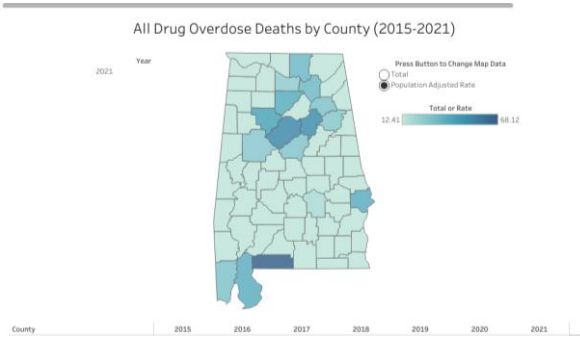 All Drug Overdose Deaths by County (2015-2021)
Year
2021
Press Button to Change Map Data
Total
Population Adjusted Rate
Total or Rate
12.41 68.12
County 2015 2016 2017 2018 2019 2020 2021